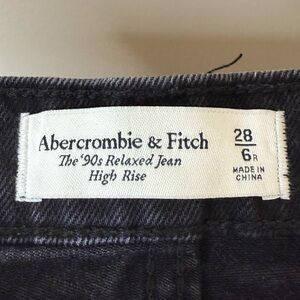 Abercrombie & Fitch
The '90s Relaxed Jean
High Rise
28
6R
MADE IN
CHINA